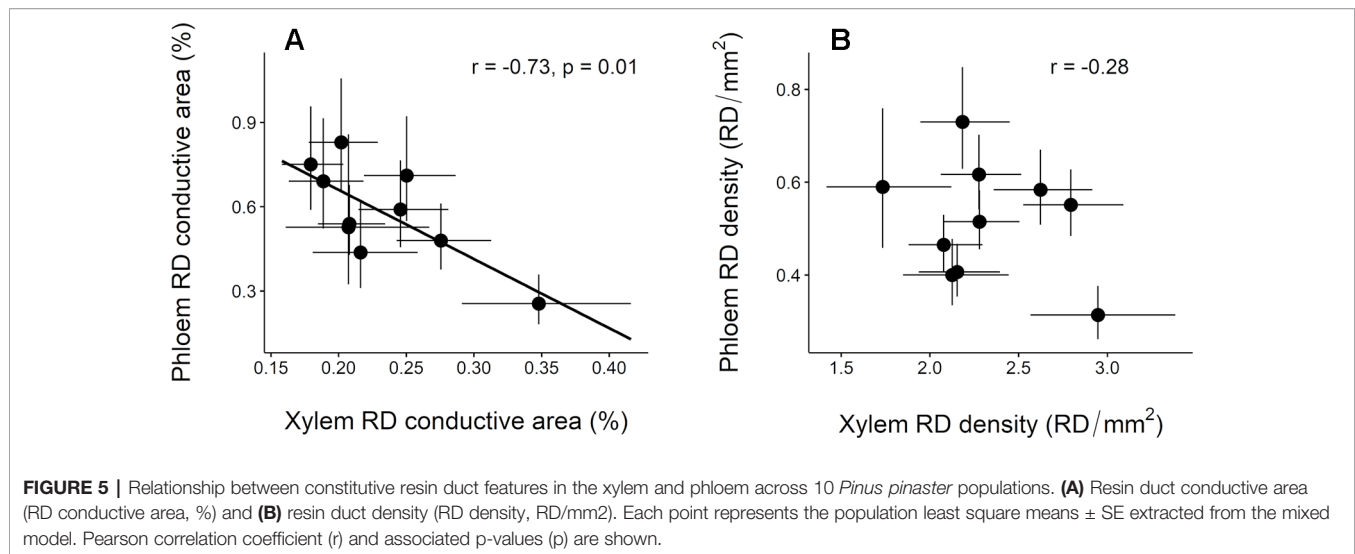 A
r = -0.73, p = 0.01
Phloem RD conductive area (%)
0.9
0.6
0.3
0.15 0.20 0.25 0.30 0.35 0.40
Xylem RD conductive area (%)
B
r = -0.28
Phloem RD density (RD/mm²)
0.8
0.6
0.4
1.5 2.0 2.5 3.0
Xylem RD density (RD/mm²)
FIGURE 5 | Relationship between constitutive resin duct features in the xylem and phloem across 10 Pinus pinaster populations. (A) Resin duct conductive area
(RD conductive area, %) and (B) resin duct density (RD density, RD/mm2). Each point represents the population least square means ± SE extracted from the mixed
model. Pearson correlation coefficient (r) and associated p-values (p) are shown.